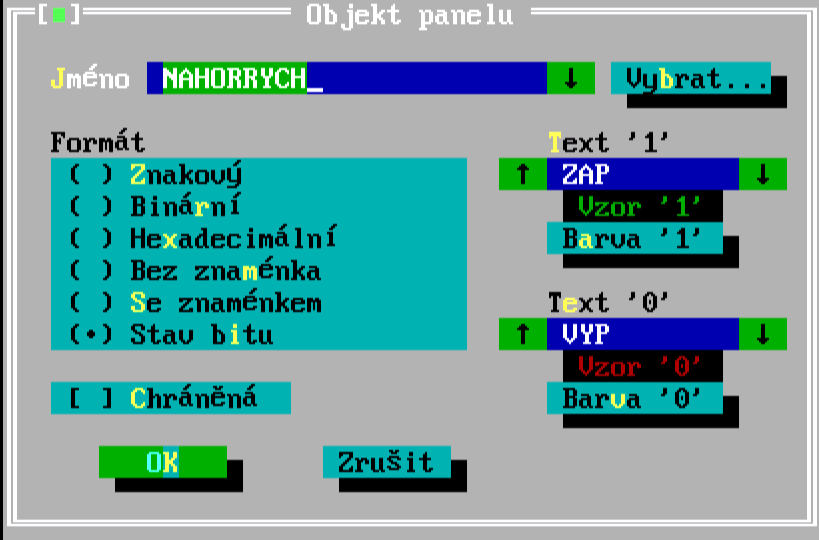 [■] Objekt panelu
Jméno NAHORRYCH_ ↓ Vybrat...
Formát
( ) Znakový
( ) Binární
( ) Hexadecimální
( ) Bez znaménka
( ) Se znaménkem
(•) Stav bitu
[ ] Chráněná
Text '1'
↑ ZAP ↓
Vzor '1'
Barva '1'
Text '0'
↑ VYP ↓
Vzor '0'
Barva '0'
OK Zrušit